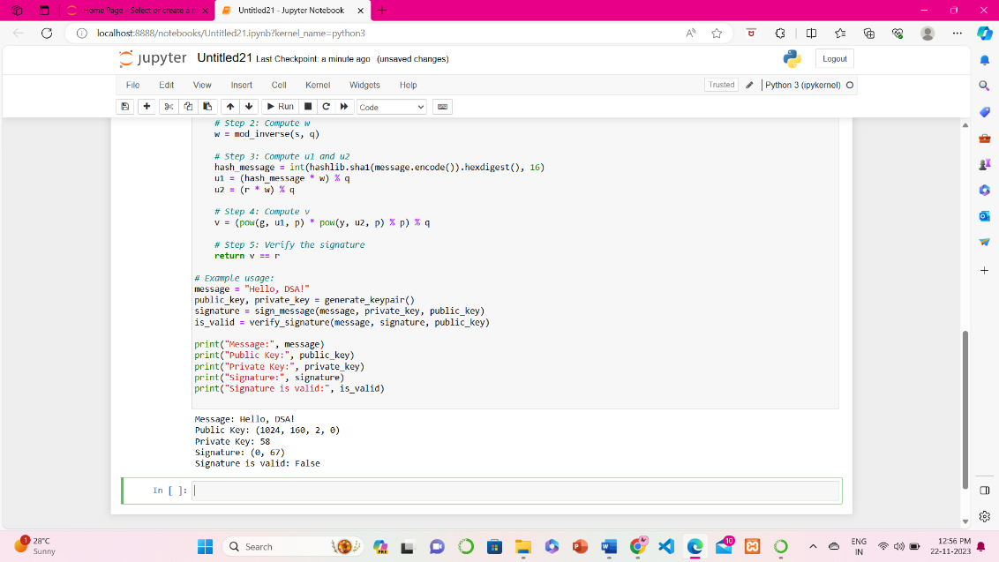 Home Page - Select or create a n
Untitled21 - Jupyter Notebook
localhost:8888/notebooks/Untitled21.ipynb?kernel_name=python3
jupyter Untitled21 Last Checkpoint: a minute ago (unsaved changes)
Logout
File Edit View Insert Cell Kernel Widgets Help
Trusted Python 3 (ipykernel)
Run Code
# Step 2: Compute w
w = mod_inverse(s, q)
# Step 3: Compute u1 and u2
hash_message = int(hashlib.sha1(message.encode()).hexdigest(), 16)
u1 = (hash_message * w) % q
u2 = (r * w) % q
# Step 4: Compute v
v = (pow(g, u1, p) * pow(y, u2, p) % p) % q
# Step 5: Verify the signature
return v == r
# Example usage:
message = "Hello, DSA!"
public_key, private_key = generate_keypair()
signature = sign_message(message, private_key, public_key)
is_valid = verify_signature(message, signature, public_key)
print("Message:", message)
print("Public Key:", public_key)
print("Private Key:", private_key)
print("Signature:", signature)
print("Signature is valid:", is_valid)
Message: Hello, DSA!
Public Key: (1024, 160, 2, 0)
Private Key: 58
Signature: (0, 67)
Signature is valid: False
In [ ]:
1
28°C
Sunny
Search
PRE
10
ENG
IN
12:56 PM
22-11-2023